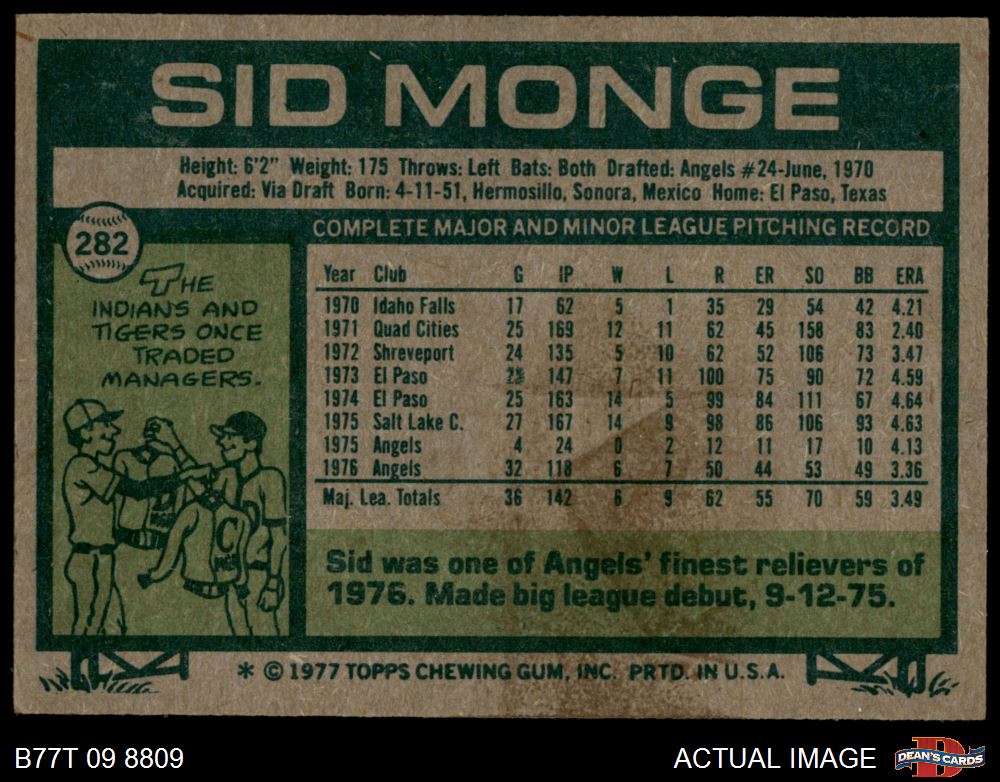 SID MONGE
Height: 6'2" Weight: 175 Throws: Left Bats: Both Drafted: Angels #24-June, 1970
Acquired: Via Draft Born: 4-11-51, Hermosillo, Sonora, Mexico Home: El Paso, Texas
282
THE
INDIANS AND
TIGERS ONCE
TRADED
MANAGERS.
C
COMPLETE MAJOR AND MINOR LEAGUE PITCHING RECORD
Year Club G IP W L R ER SO BB ERA
1970 Idaho Falls 17 62 5 1 35 29 54 42 4.21
1971 Quad Cities 25 169 12 11 62 45 158 83 2.40
1972 Shreveport 24 135 5 10 62 52 106 73 3.47
1973 El Paso 147 7 11 100 75 90 72 4.59
1974 El Paso 25 163 14 5 99 84 111 67 4.64
1975 Salt Lake C. 27 167 14 9 98 86 106 93 4.63
1975 Angels 4 24 0 2 12 11 17 10 4.13
1976 Angels 32 118 6 7 50 44 53 49 3.36
Maj. Lea. Totals 36 142 6 9 62 55 70 59 3.49
Sid was one of Angels' finest relievers of
1976. Made big league debut, 9-12-75.
* © 1977 TOPPS CHEWING GUM, INC. PRTD. IN U.S.A.
B77T 09 8809
ACTUAL IMAGE
D
DEAN'S CARDS